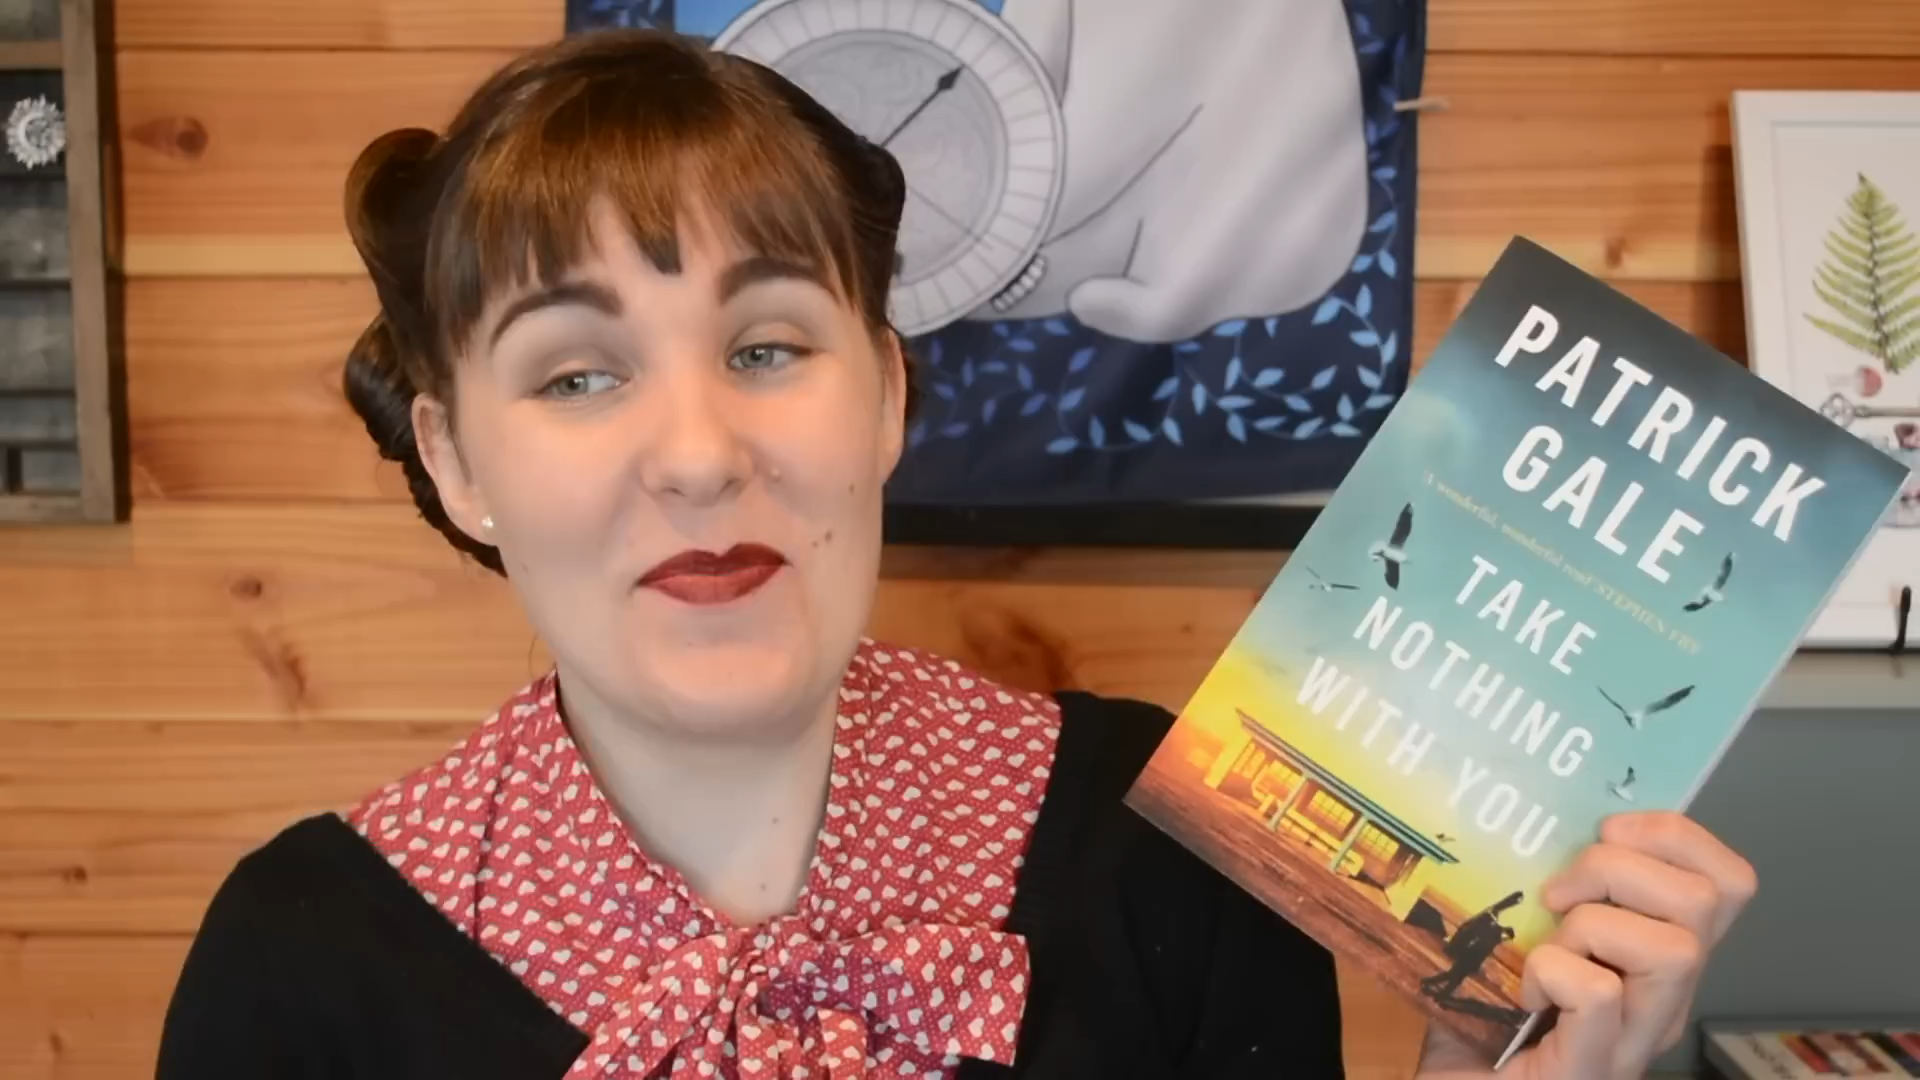 PATRICK
GALE
'A wonderful, wonderful read' STEPHEN FRY
TAKE
NOTHING
WITH YOU